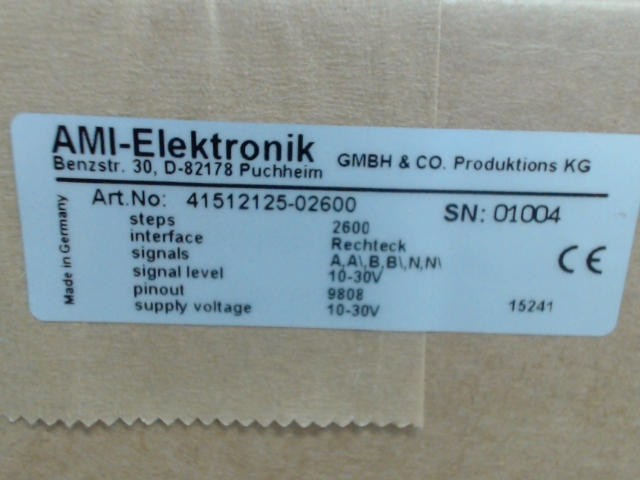 AMI-Elektronik GMBH & CO. Produktions KG
Benzstr. 30, D-82178 Puchheim
Art.No: 41512125-02600 SN: 01004
steps 2600
interface Rechteck
signals A,A\,B,B\,N,N\
signal level 10-30V
pinout 9808
supply voltage 10-30V
15241
Made in Germany
CE